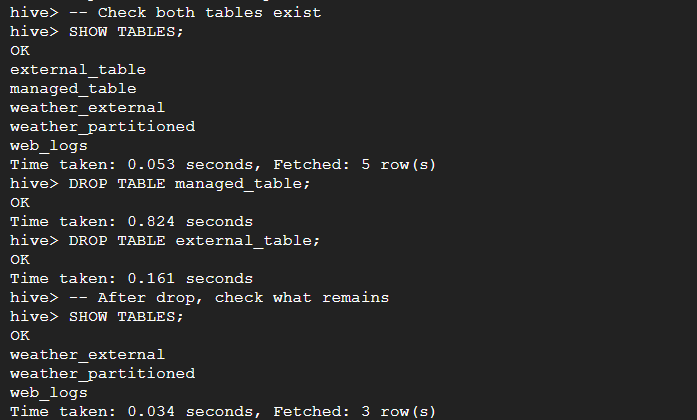 hive> -- Check both tables exist
hive> SHOW TABLES;
OK
external_table
managed_table
weather_external
weather_partitioned
web_logs
Time taken: 0.053 seconds, Fetched: 5 row(s)
hive> DROP TABLE managed_table;
OK
Time taken: 0.824 seconds
hive> DROP TABLE external_table;
OK
Time taken: 0.161 seconds
hive> -- After drop, check what remains
hive> SHOW TABLES;
OK
weather_external
weather_partitioned
web_logs
Time taken: 0.034 seconds, Fetched: 3 row(s)